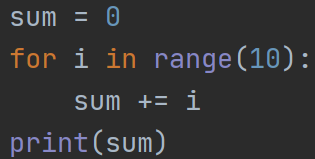 sum = 0
for i in range(10):
    sum += i
print(sum)